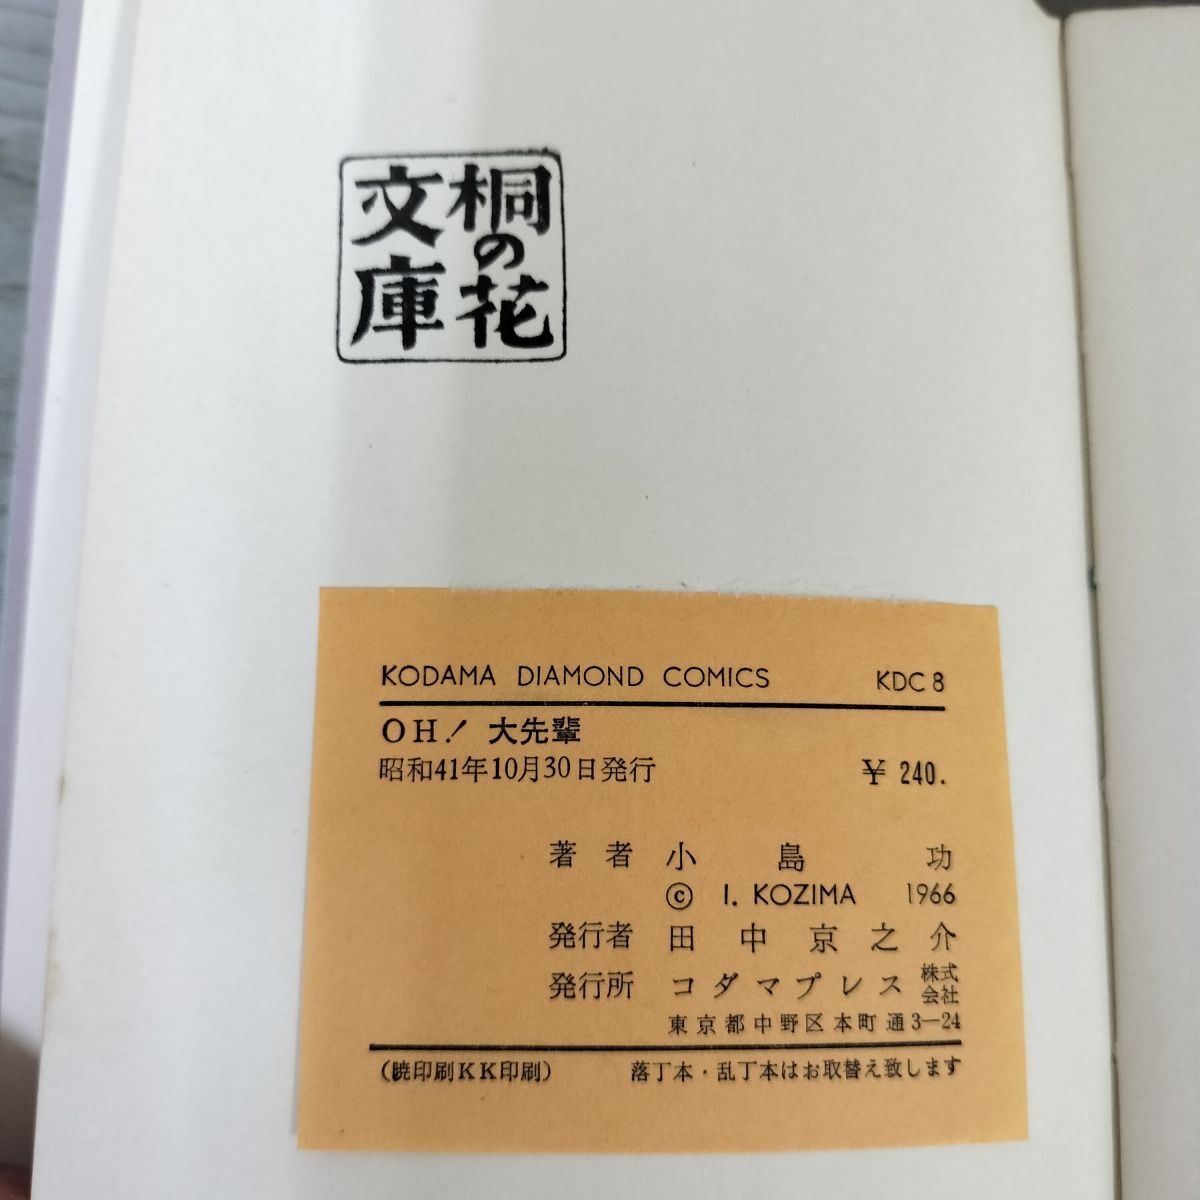 桐の花
文庫
KODAMA DIAMOND COMICS KDC 8
OH! 大先輩
昭和41年10月30日発行 ¥ 240.
著者 小島功
© I. KOZIMA 1966
発行者 田中京之介
発行所 コダマプレス 株式会社
東京都中野区本町通3-24
(暁印刷KK印刷) 落丁本・乱丁本はお取替え致します